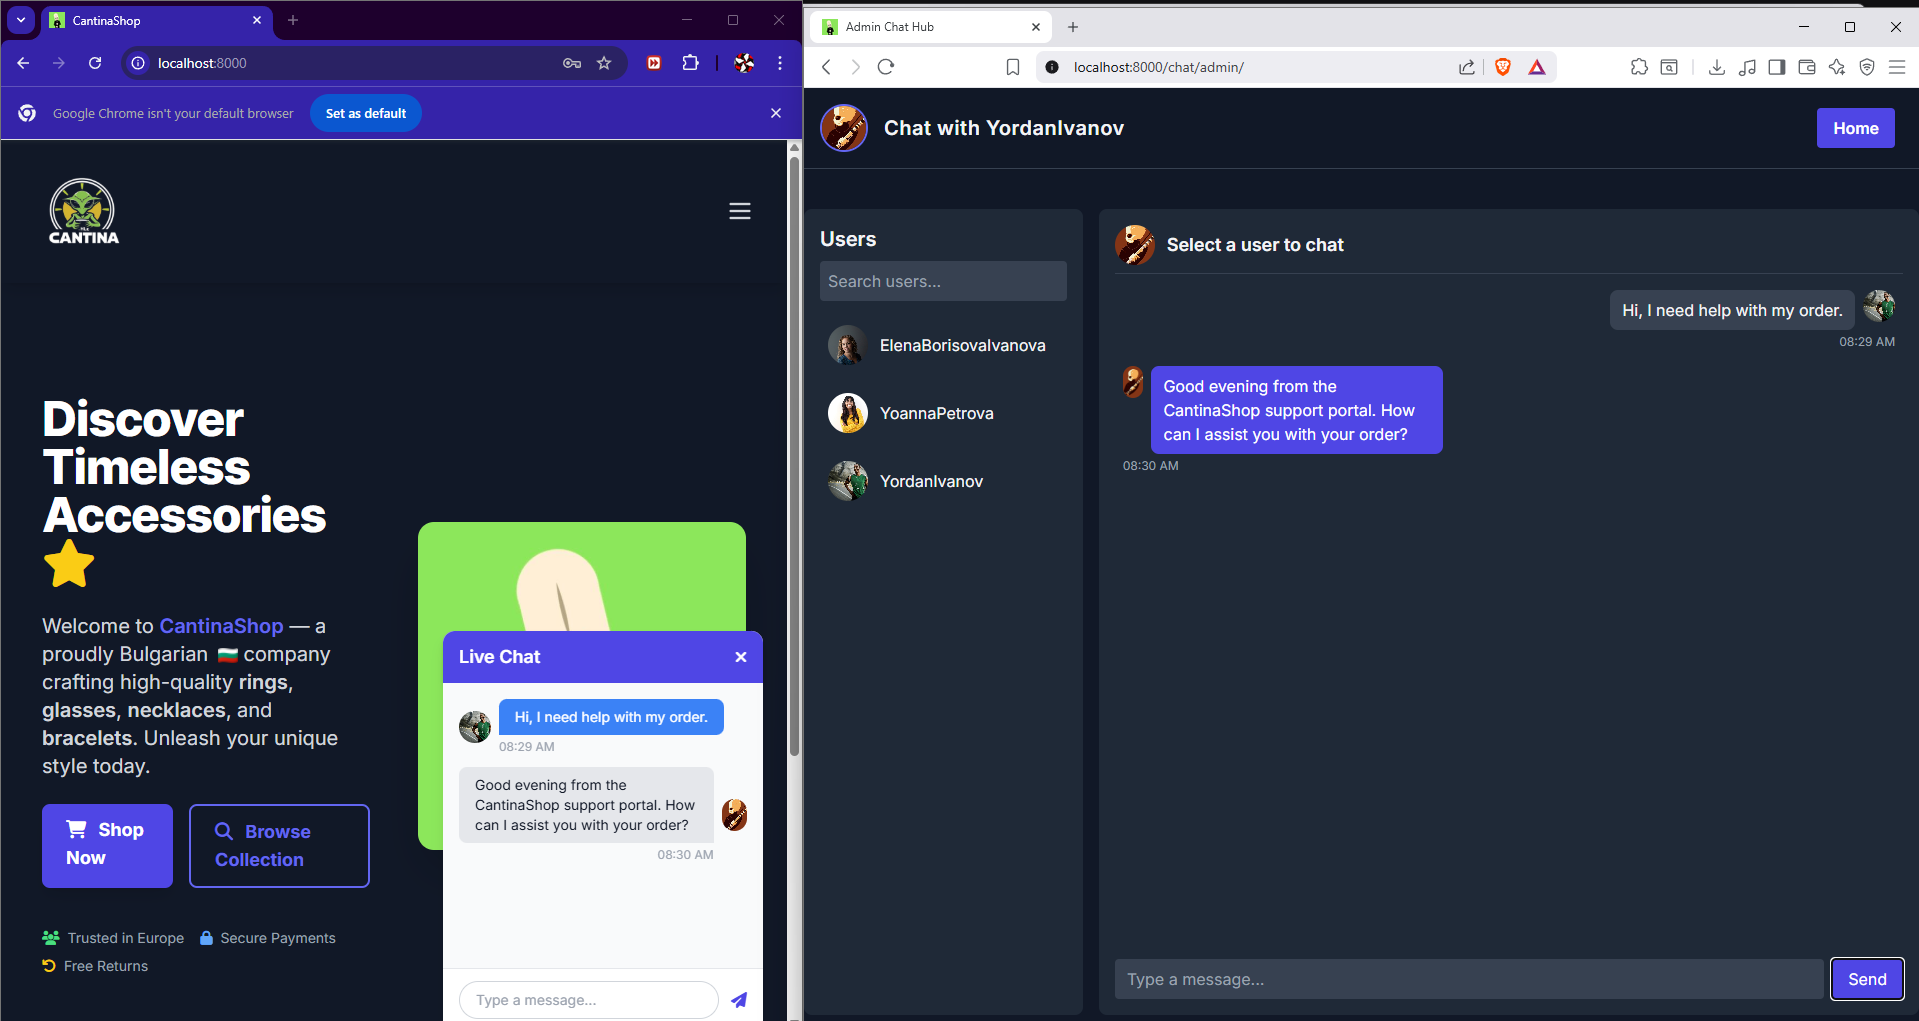 CantinaShop
localhost:8000
Google Chrome isn't your default browser
Set as default
CANTINA
Discover
Timeless
Accessories
Welcome to CantinaShop — a
proudly Bulgarian 🇧🇬 company
crafting high-quality rings,
glasses, necklaces, and
bracelets. Unleash your unique
style today.
Shop
Now
Browse
Collection
Trusted in Europe
Secure Payments
Free Returns
Live Chat
Hi, I need help with my order.
08:29 AM
Good evening from the
CantinaShop support portal. How
can I assist you with your order?
08:30 AM
Type a message...
Admin Chat Hub
localhost:8000/chat/admin/
Chat with YordanIvanov
Home
Users
Search users...
ElenaBorisovaIvanova
YoannaPetrova
YordanIvanov
Select a user to chat
Hi, I need help with my order.
08:29 AM
Good evening from the
CantinaShop support portal. How
can I assist you with your order?
08:30 AM
Type a message...
Send